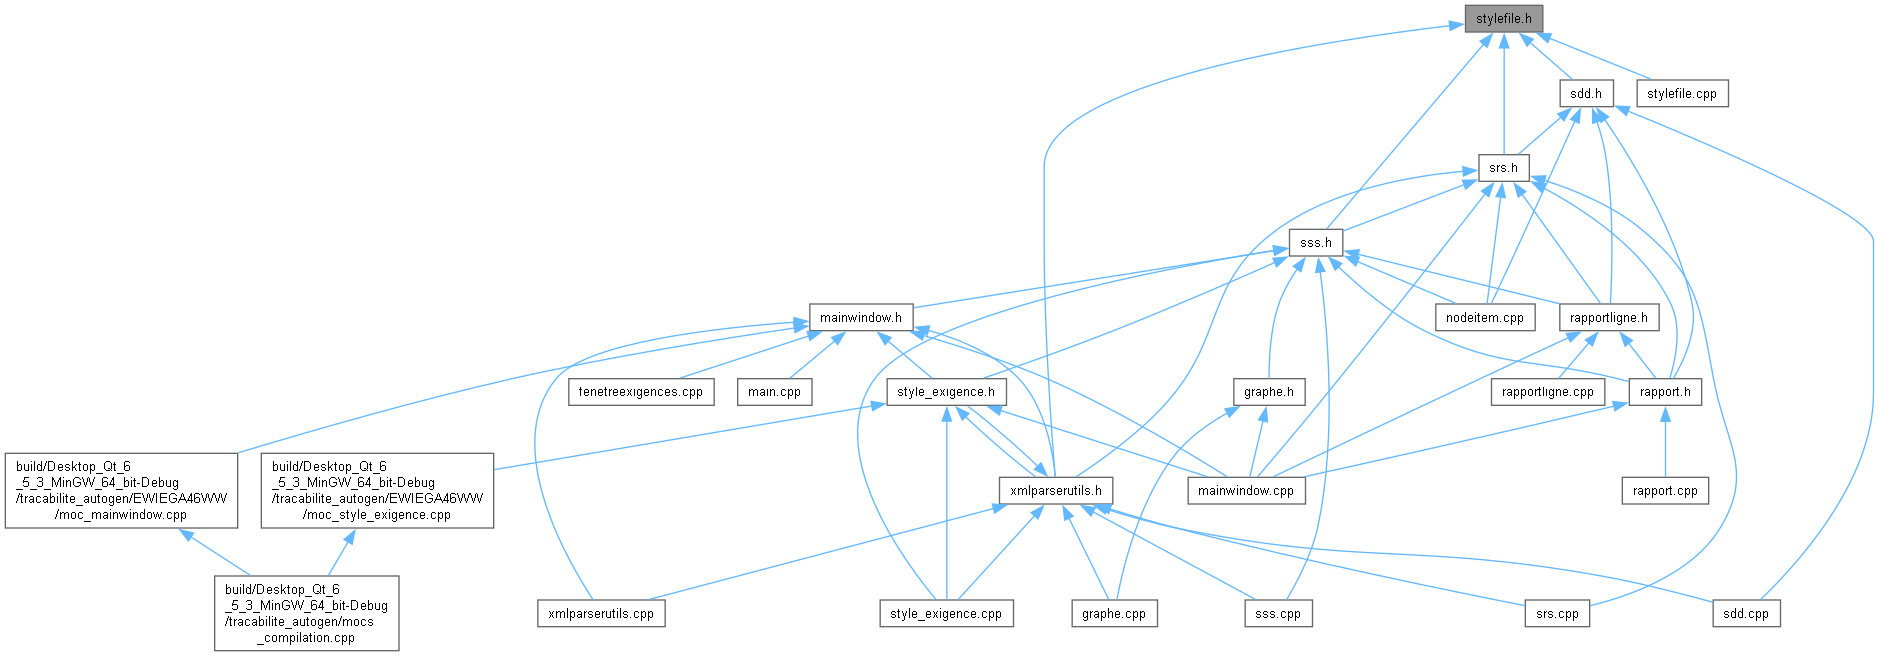 stylefile.h
sdd.h
stylefile.cpp
srs.h
sss.h
mainwindow.h
nodeitem.cpp
rapportligne.h
tenetreexigences.cpp
main.cpp
style_exigence.h
graphe.h
rapportligne.cpp
rapport.h
build/Desktop_Qt_6
_5_3_MinGW_64_bit-Debug
/tracabilite_autogen/EWIEGA46WW
/moc_mainwindow.cpp
build/Desktop_Qt_6
_5_3_MinGW_64_bit-Debug
/tracabilite_autogen/EWIEGA46WW
/moc_style_exigence.cpp
xmlparserutils.h
mainwindow.cpp
rapport.cpp
build/Desktop_Qt_6
_5_3_MinGW_64_bit-Debug
/tracabilite_autogen/mocs
_compilation.cpp
xmlparserutils.cpp
style_exigence.cpp
graphe.cpp
sss.cpp
srs.cpp
sdd.cpp